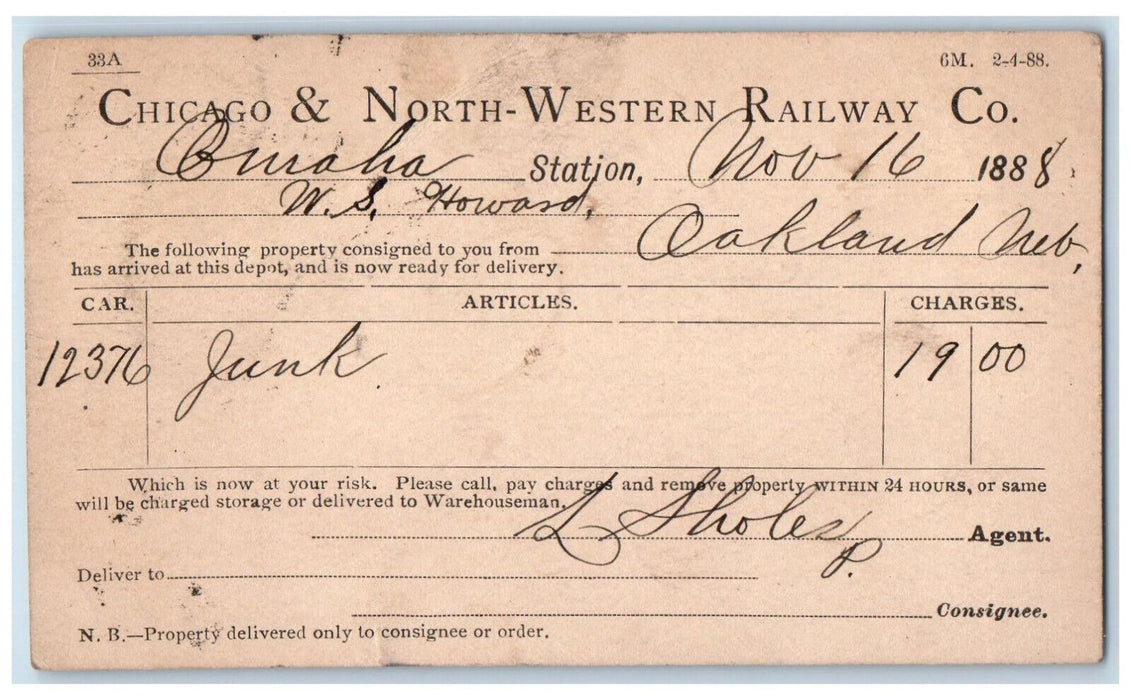 33A 6M. 2-4-88.
CHICAGO & NORTH-WESTERN RAILWAY CO.
Omaha Station, Nov 16 1888.
W. S. Howard,
The following property consigned to you from Oakland Neb,
has arrived at this depot, and is now ready for delivery.
CAR. ARTICLES. CHARGES.
12376 Junk 19 00
Which is now at your risk. Please call, pay charges and remove property WITHIN 24 HOURS, or same
will be charged storage or delivered to Warehouseman.
L Sholes Agent.
P.
Deliver to
Consignee.
N. B.—Property delivered only to consignee or order.